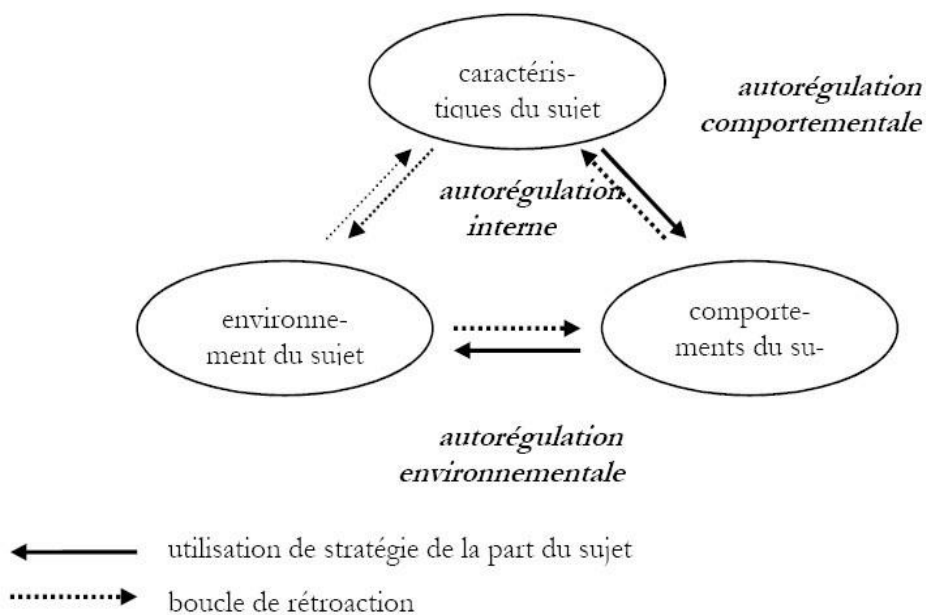 caractéris-
tiques du sujet
autorégulation
comportementale
autorégulation
interne
environne-
ment du sujet
comporte-
ments du su-
autorégulation
environnementale
utilisation de stratégie de la part du sujet
boucle de rétroaction